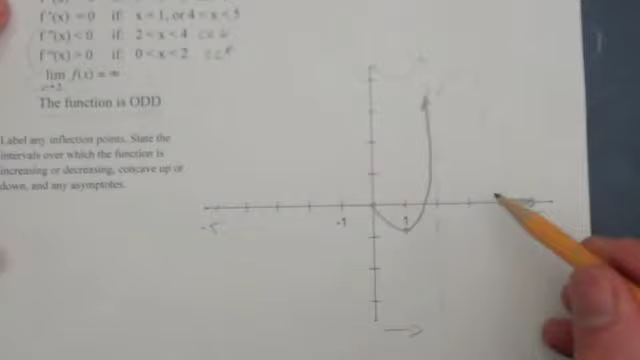 f'(x) = 0 if: x = 1, or 4 < x < 5
f''(x) < 0 if: 2 < x < 4
f''(x) > 0 if: 0 < x < 2
lim f(x) = ∞
The function is ODD
Label any inflection points. State the
intervals over which the function is
increasing or decreasing, concave up or
down, and any asymptotes.
-5 -1 1